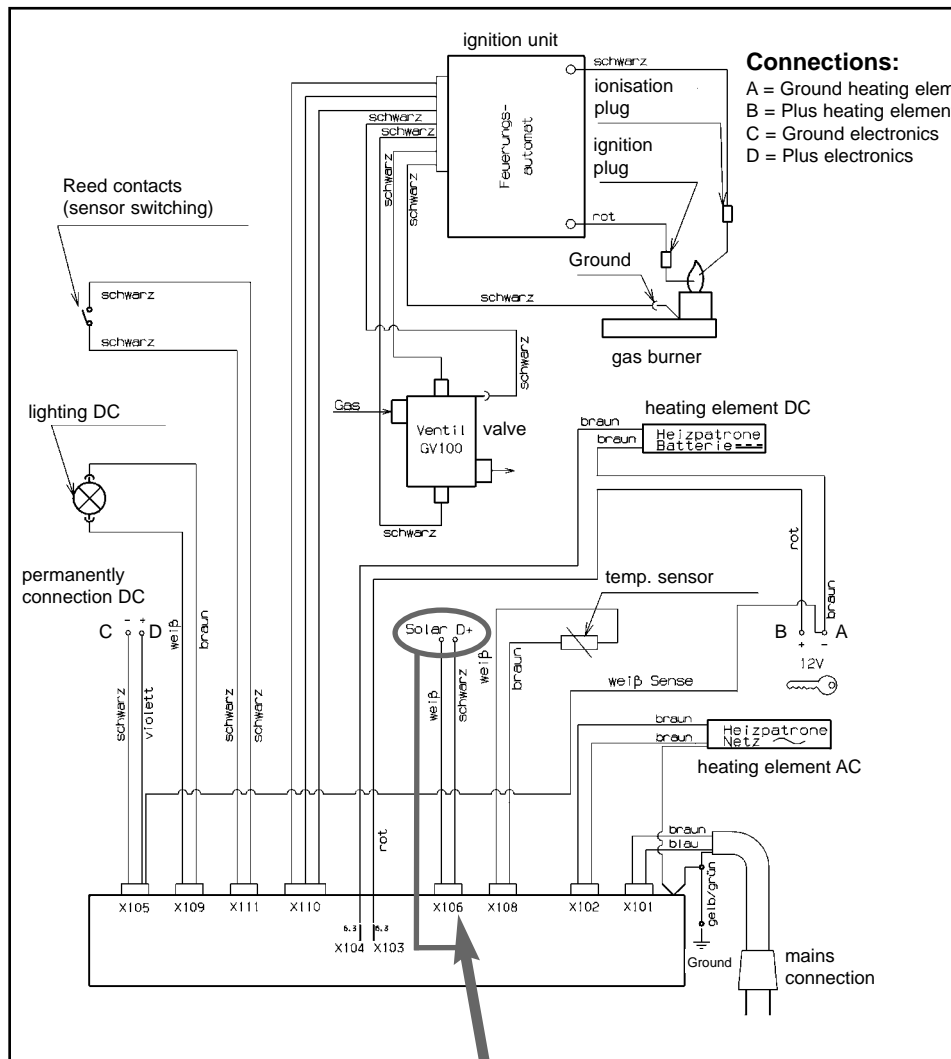 ignition unit
schwarz
Connections:
A = Ground heating elem
B = Plus heating element
C = Ground electronics
D = Plus electronics
ionisation
plug
ignition
plug
Feuerungs-
automat
schwarz
schwarz
schwarz
schwarz
rot
Reed contacts
(sensor switching)
Ground
schwarz
schwarz
schwarz
gas burner
schwarz
Gas
Ventil
GV100
valve
schwarz
lighting DC
heating element DC
braun
braun
Heizpatrone
Batterie
rot
braun
permanently
connection DC
C
-
+
D
weiß
braun
schwarz
violett
schwarz
schwarz
Solar D+
weiß
schwarz
weiß
braun
temp. sensor
B
A
+
-
12V
weiß Sense
braun
braun
Heizpatrone
Netz
heating element AC
rot
braun
blau
gelb/grün
X105
X109
X111
X110
X106
X108
X102
X101
6.3
6.3
X104
X103
Ground
mains
connection